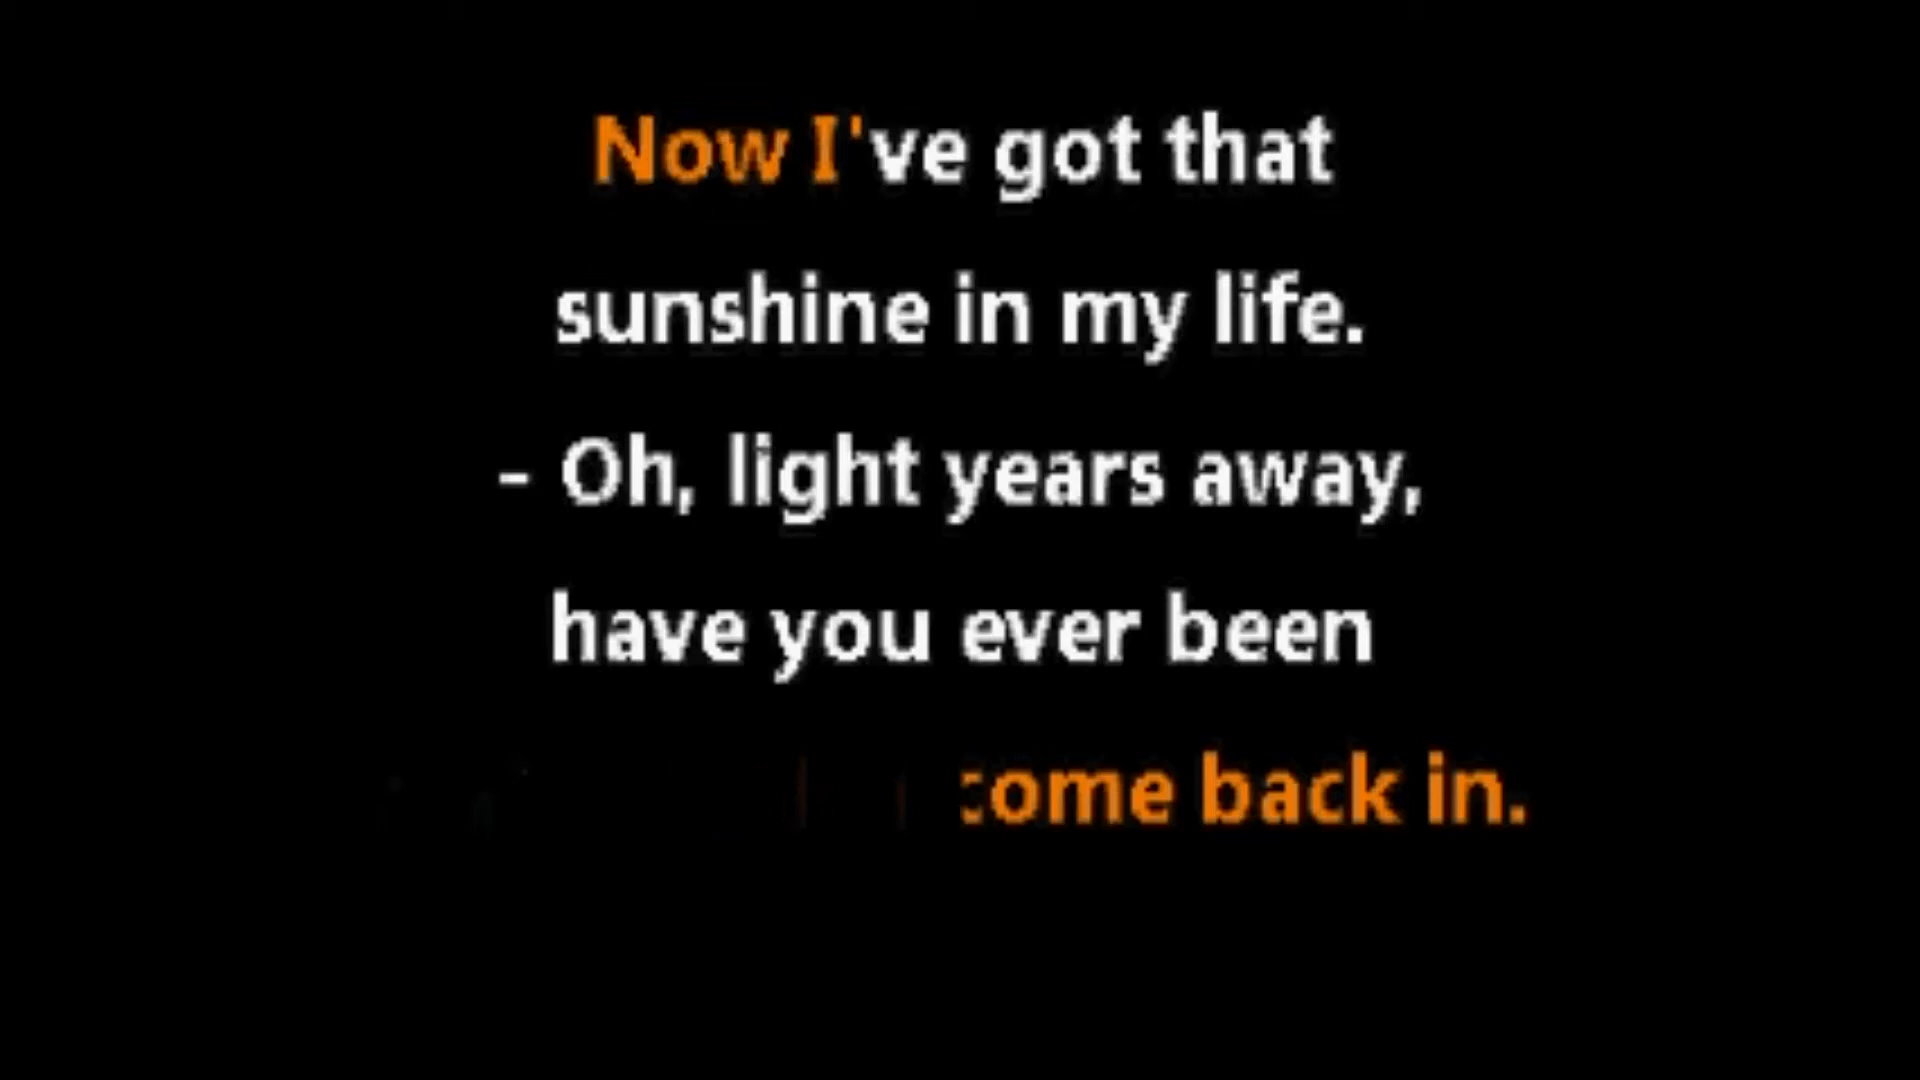 Now I've got that
sunshine in my life.
- Oh, light years away,
have you ever been
come back in.